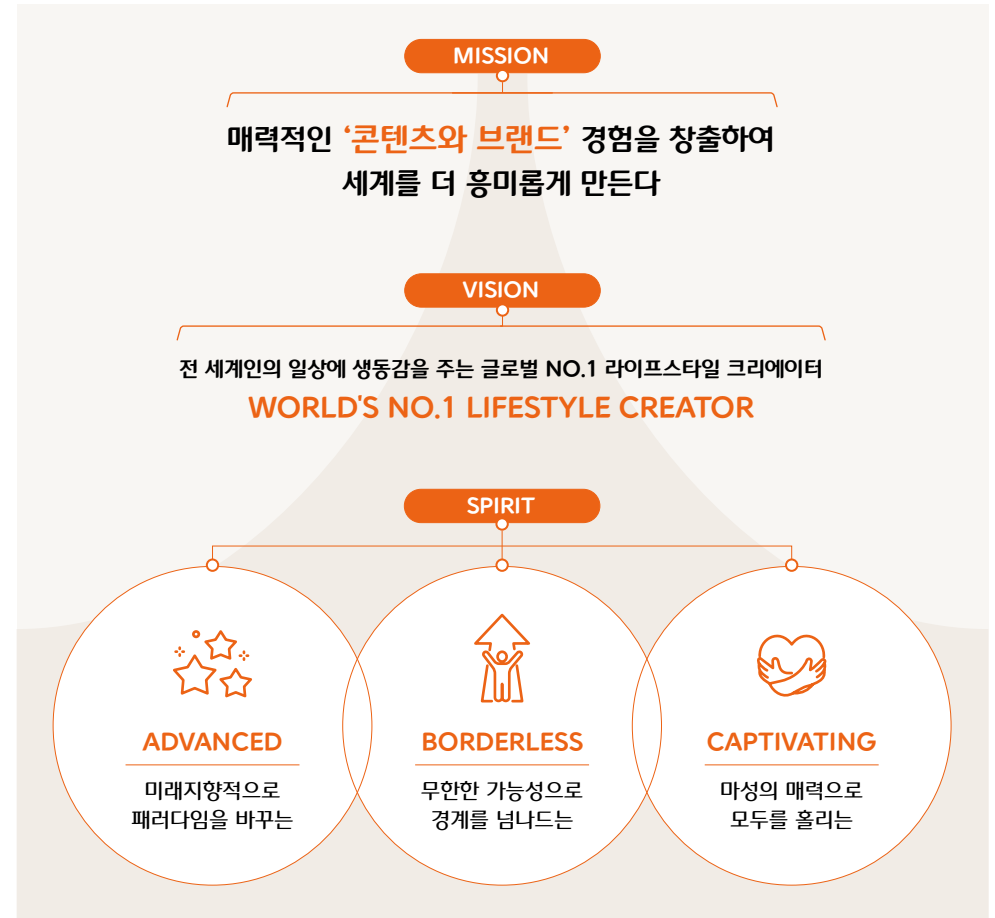 MISSION
매력적인 ‘콘텐츠와 브랜드’ 경험을 창출하여
세계를 더 흥미롭게 만든다
VISION
전 세계인의 일상에 생동감을 주는 글로벌 NO.1 라이프스타일 크리에이터
WORLD'S NO.1 LIFESTYLE CREATOR
SPIRIT
ADVANCED
미래지향적으로
패러다임을 바꾸는
BORDERLESS
무한한 가능성으로
경계를 넘나드는
CAPTIVATING
마성의 매력으로
모두를 홀리는